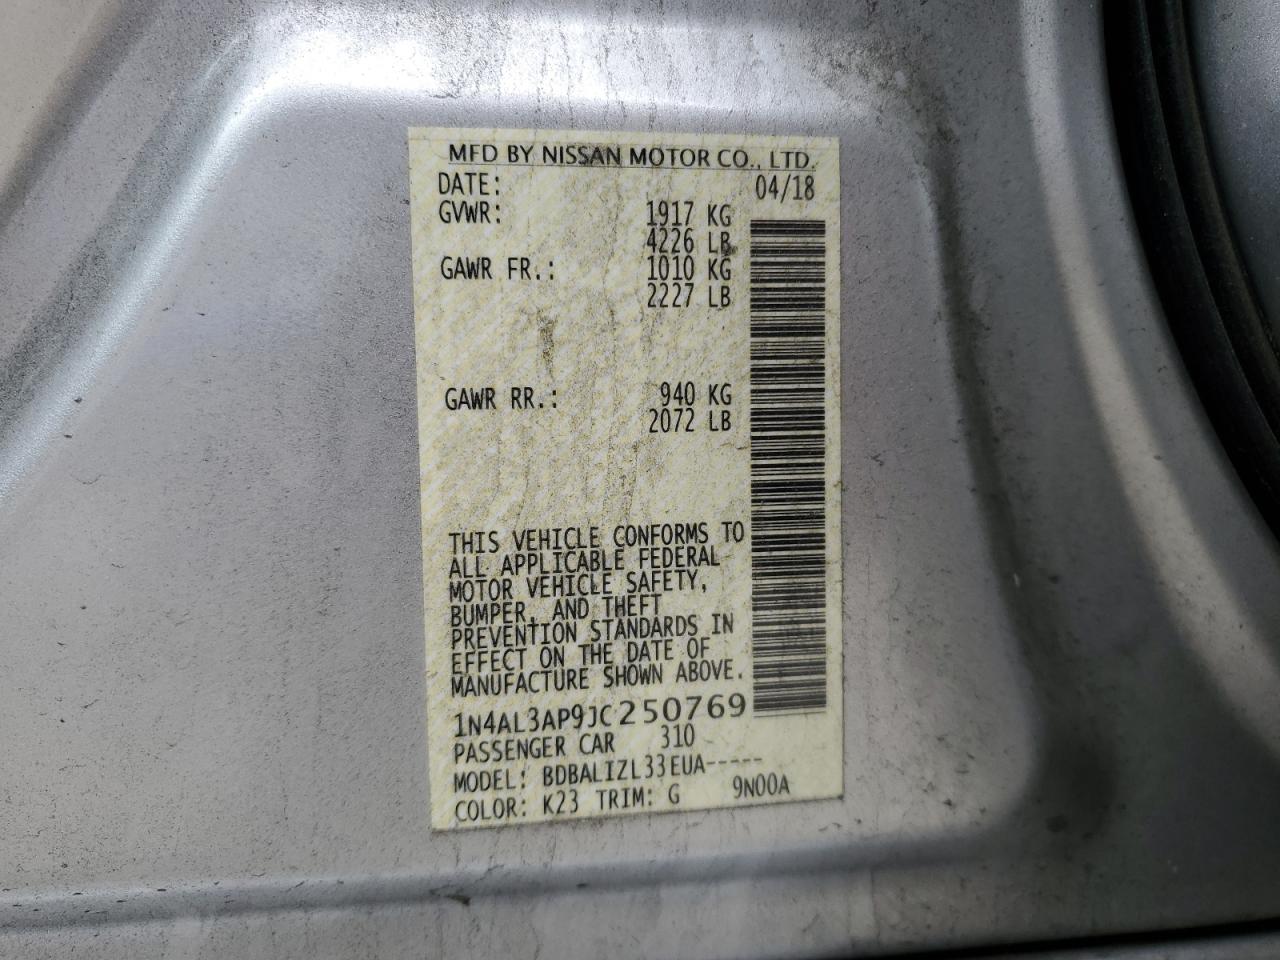 MFD BY NISSAN MOTOR CO., LTD.
DATE: 04/18
GVWR: 1917 KG
4226 LB
GAWR FR.: 1010 KG
2227 LB
GAWR RR.: 940 KG
2072 LB
THIS VEHICLE CONFORMS TO
ALL APPLICABLE FEDERAL
MOTOR VEHICLE SAFETY,
BUMPER, AND THEFT
PREVENTION STANDARDS IN
EFFECT ON THE DATE OF
MANUFACTURE SHOWN ABOVE.
1N4AL3AP9JC250769
PASSENGER CAR 310
MODEL: BDBALIZL33EUA-----
COLOR: K23 TRIM: G 9N00A